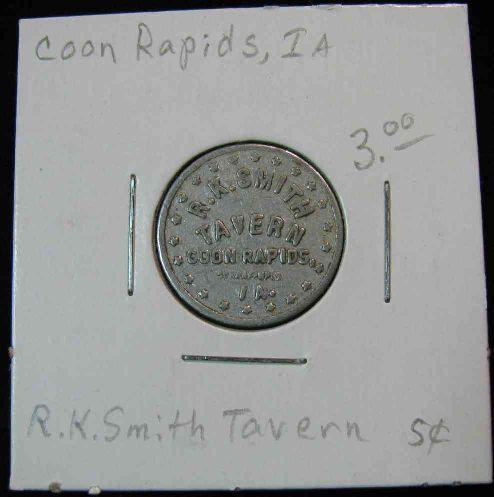 Coon Rapids, IA
3.00
R.K.SMITH
TAVERN
COON RAPIDS.
IA.
R.K.Smith Tavern 5¢